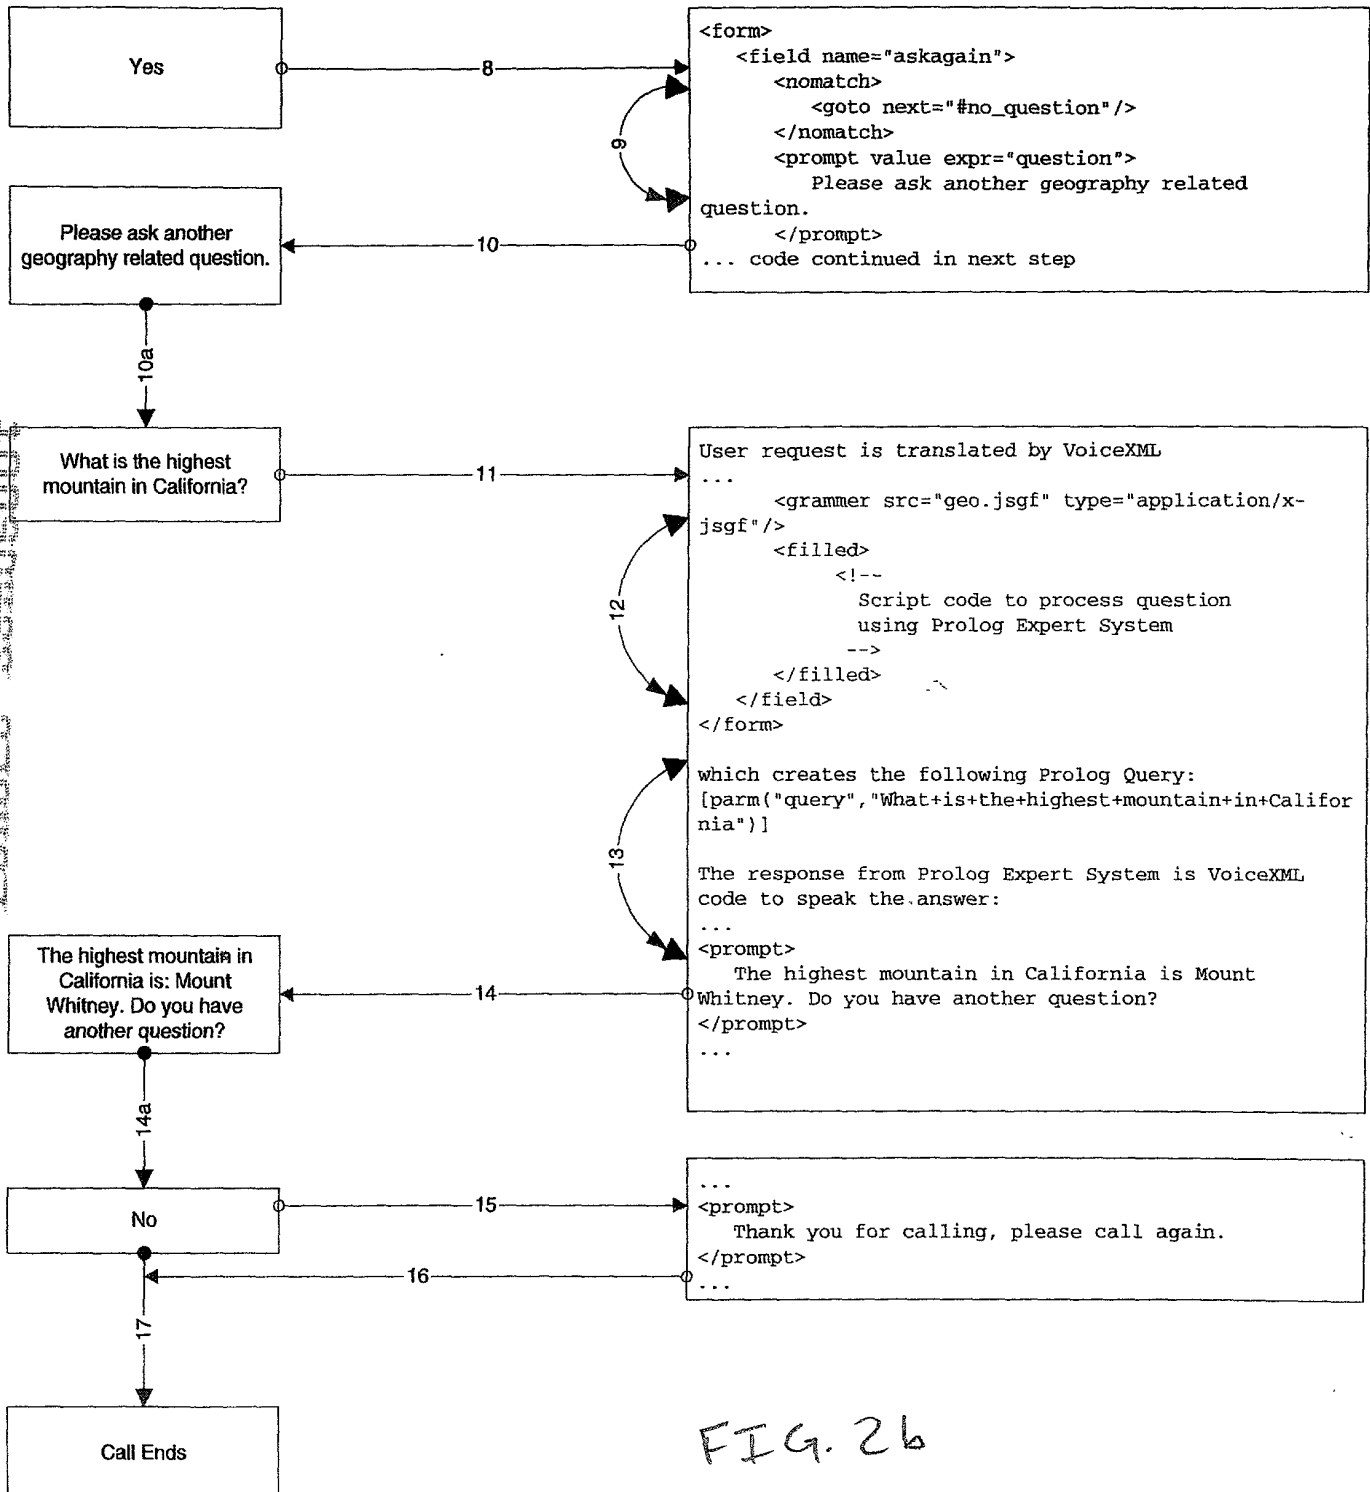 Yes
8
<form>
<field name="askagain">
<nomatch>
<goto next="#no_question"/>
</nomatch>
<prompt value expr="question">
Please ask another geography related
question.
</prompt>
... code continued in next step
9
Please ask another
geography related question.
10
10a
What is the highest
mountain in California?
11
User request is translated by VoiceXML
...
<grammer src="geo.jsgf" type="application/x-
jsgf"/>
<filled>
<!--
Script code to process question
using Prolog Expert System
-->
</filled>
</field>
</form>
12
which creates the following Prolog Query:
[parm("query","What+is+the+highest+mountain+in+Califor
nia")]
13
The response from Prolog Expert System is VoiceXML
code to speak the answer:
...
<prompt>
The highest mountain in California is Mount
Whitney. Do you have another question?
</prompt>
...
The highest mountain in
California is: Mount
Whitney. Do you have
another question?
14
14a
No
15
...
<prompt>
Thank you for calling, please call again.
</prompt>
...
16
17
Call Ends
FIG. 2b